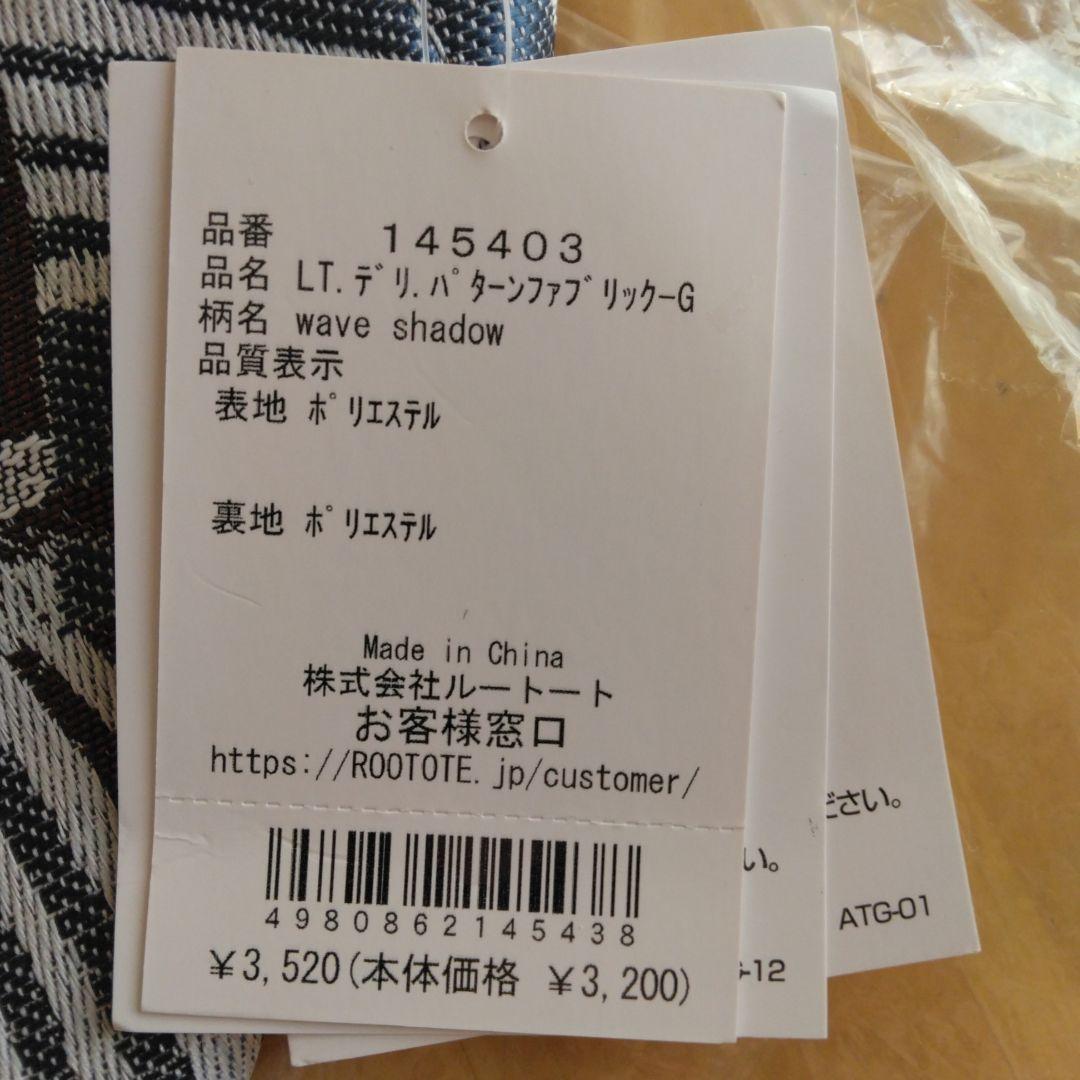 品番 145403
品名 LT.ﾃﾞﾘ.ﾊﾟﾀｰﾝﾌｧﾌﾞﾘｯｸ-G
柄名 wave shadow
品質表示
表地 ﾎﾟﾘｴｽﾃﾙ
裏地 ﾎﾟﾘｴｽﾃﾙ
Made in China
株式会社ルートート
お客様窓口
https://ROOTOTE.jp/customer/
4980862145438
¥3,520(本体価格 ¥3,200)
ださい。
い。
ATG-01
-12